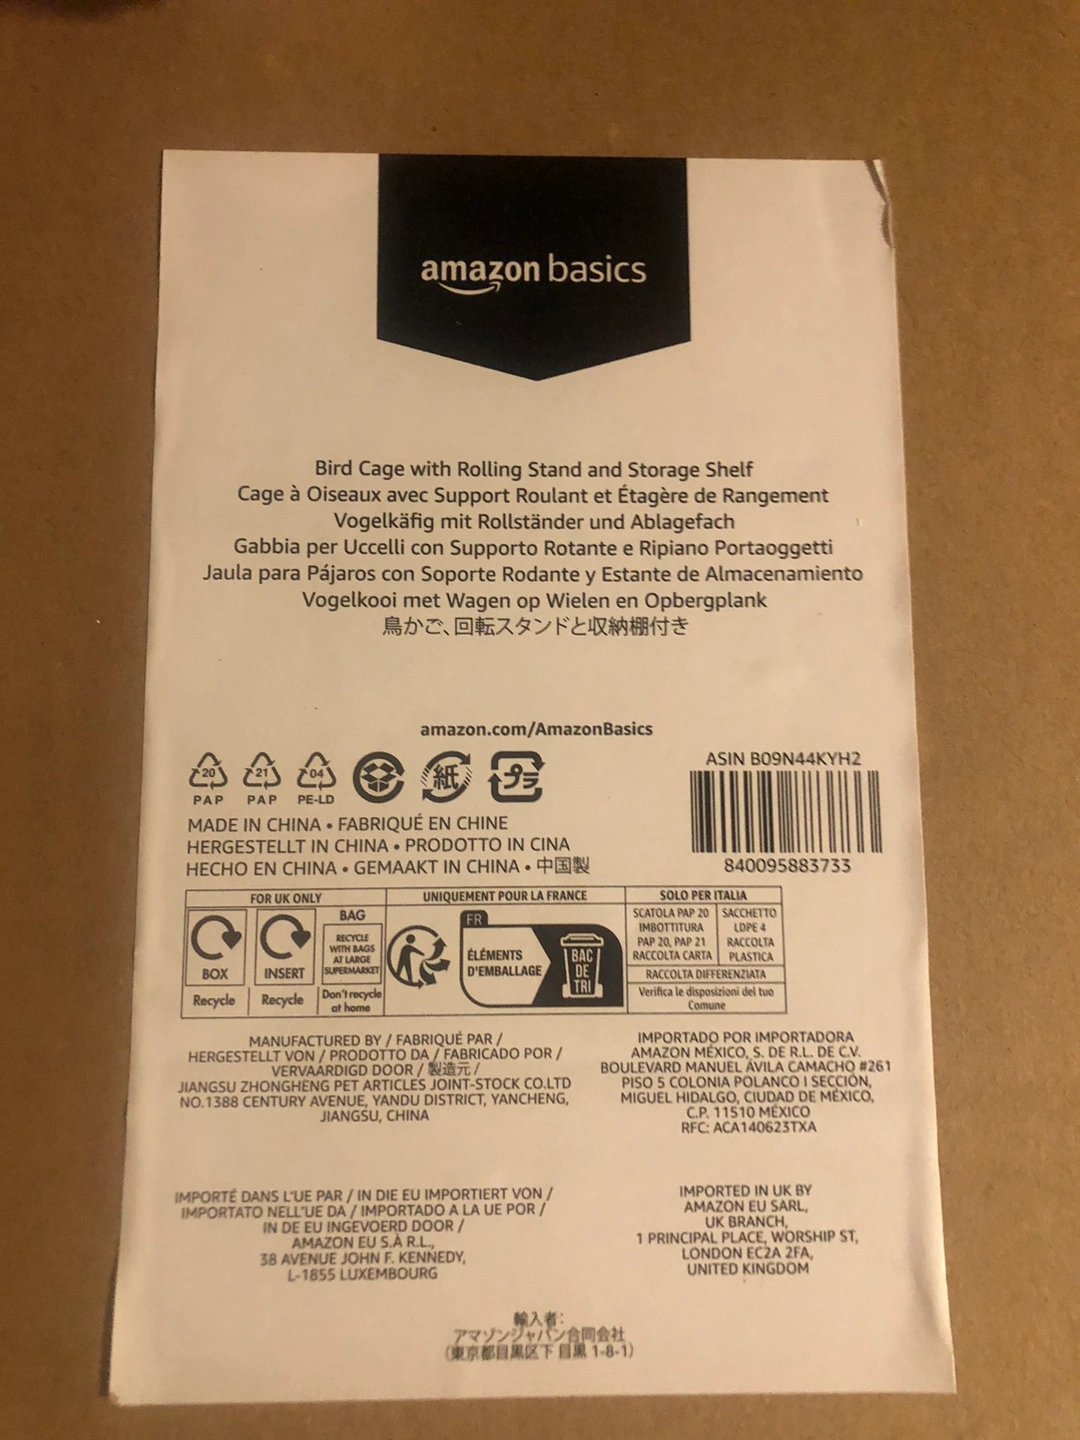 amazon basics
Bird Cage with Rolling Stand and Storage Shelf
Cage à Oiseaux avec Support Roulant et Étagère de Rangement
Vogelkäfig mit Rollständer und Ablagefach
Gabbia per Uccelli con Supporto Rotante e Ripiano Portaoggetti
Jaula para Pájaros con Soporte Rodante y Estante de Almacenamiento
Vogelkooi met Wagen op Wielen en Opbergplank
鳥かご、回転スタンドと収納棚付き
amazon.com/AmazonBasics
20
PAP
21
PAP
04
PE-LD
紙
プラ
ASIN B09N44KYH2
840095883733
MADE IN CHINA • FABRIQUÉ EN CHINE
HERGESTELLT IN CHINA • PRODOTTO IN CINA
HECHO EN CHINA • GEMAAKT IN CHINA • 中国製
FOR UK ONLY
BOX
Recycle
INSERT
Recycle
BAG
RECYCLE
WITH BAGS
AT LARGE
SUPERMARKET
Don't recycle
at home
UNIQUEMENT POUR LA FRANCE
FR
ÉLÉMENTS
D'EMBALLAGE
BAC
DE
TRI
SOLO PER ITALIA
SCATOLA PAP 20
IMBOTTITURA
PAP 20, PAP 21
RACCOLTA CARTA
SACCHETTO
LDPE 4
RACCOLTA
PLASTICA
RACCOLTA DIFFERENZIATA
Verifica le disposizioni del tuo
Comune
MANUFACTURED BY / FABRIQUÉ PAR /
HERGESTELLT VON / PRODOTTO DA / FABRICADO POR /
VERVAARDIGD DOOR / 製造元 /
JIANGSU ZHONGHENG PET ARTICLES JOINT-STOCK CO.LTD
NO.1388 CENTURY AVENUE, YANDU DISTRICT, YANCHENG,
JIANGSU, CHINA
IMPORTADO POR IMPORTADORA
AMAZON MÉXICO, S. DE R.L. DE C.V.
BOULEVARD MANUEL ÁVILA CAMACHO #261
PISO 5 COLONIA POLANCO I SECCIÓN,
MIGUEL HIDALGO, CIUDAD DE MÉXICO,
C.P. 11510 MÉXICO
RFC: ACA140623TXA
IMPORTÉ DANS L'UE PAR / IN DIE EU IMPORTIERT VON /
IMPORTATO NELL'UE DA / IMPORTADO A LA UE POR /
IN DE EU INGEVOERD DOOR /
AMAZON EU S.À R.L.,
38 AVENUE JOHN F. KENNEDY,
L-1855 LUXEMBOURG
IMPORTED IN UK BY
AMAZON EU SARL,
UK BRANCH,
1 PRINCIPAL PLACE, WORSHIP ST,
LONDON EC2A 2FA,
UNITED KINGDOM
輸入者:
アマゾンジャパン合同会社
(東京都目黒区下 目黒 1-8-1)